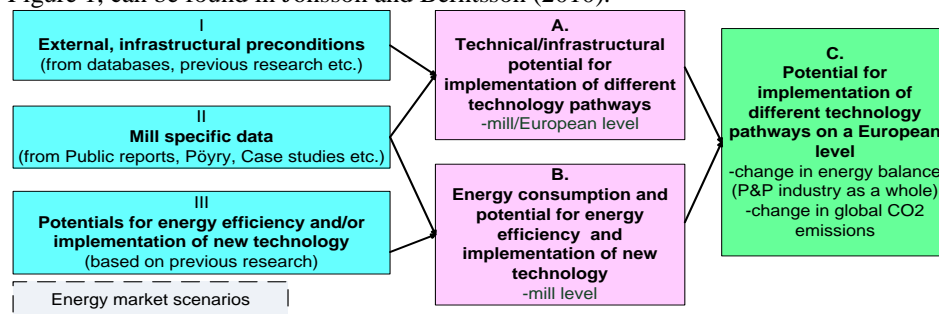 Figure 1, can be found in Jönsson and Berntsson (2010).
I
External, infrastructural preconditions
(from databases, previous research etc.)
II
Mill specific data
(from Public reports, Pöyry, Case studies etc.)
III
Potentials for energy efficiency and/or
implementation of new technology
(based on previous research)
Energy market scenarios
A.
Technical/infrastructural
potential for
implementation of different
technology pathways
-mill/European level
B.
Energy consumption and
potential for energy
efficiency and
implementation of new
technology
-mill level
C.
Potential for
implementation of
different technology
pathways on a European
level
-change in energy balance
(P&P industry as a whole)
-change in global CO2
emissions